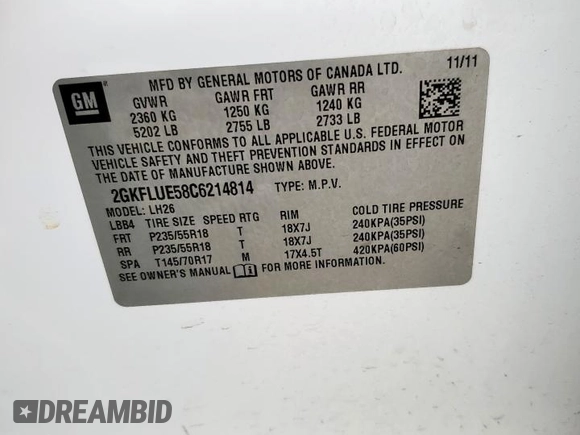 GM
11/11
MFD BY GENERAL MOTORS OF CANADA LTD.
GVWR GAWR FRT GAWR RR
2360 KG 1250 KG 1240 KG
5202 LB 2755 LB 2733 LB
THIS VEHICLE CONFORMS TO ALL APPLICABLE U.S. FEDERAL MOTOR
VEHICLE SAFETY AND THEFT PREVENTION STANDARDS IN EFFECT ON
THE DATE OF MANUFACTURE SHOWN ABOVE.
2GKFLUE58C6214814 TYPE: M.P.V.
MODEL: LH26
LBB4 TIRE SIZE SPEED RTG RIM COLD TIRE PRESSURE
FRT P235/55R18 T 18X7J 240KPA(35PSI)
RR P235/55R18 T 18X7J 240KPA(35PSI)
SPA T145/70R17 M 17X4.5T 420KPA(60PSI)
SEE OWNER'S MANUAL FOR MORE INFORMATION.
DREAMBID